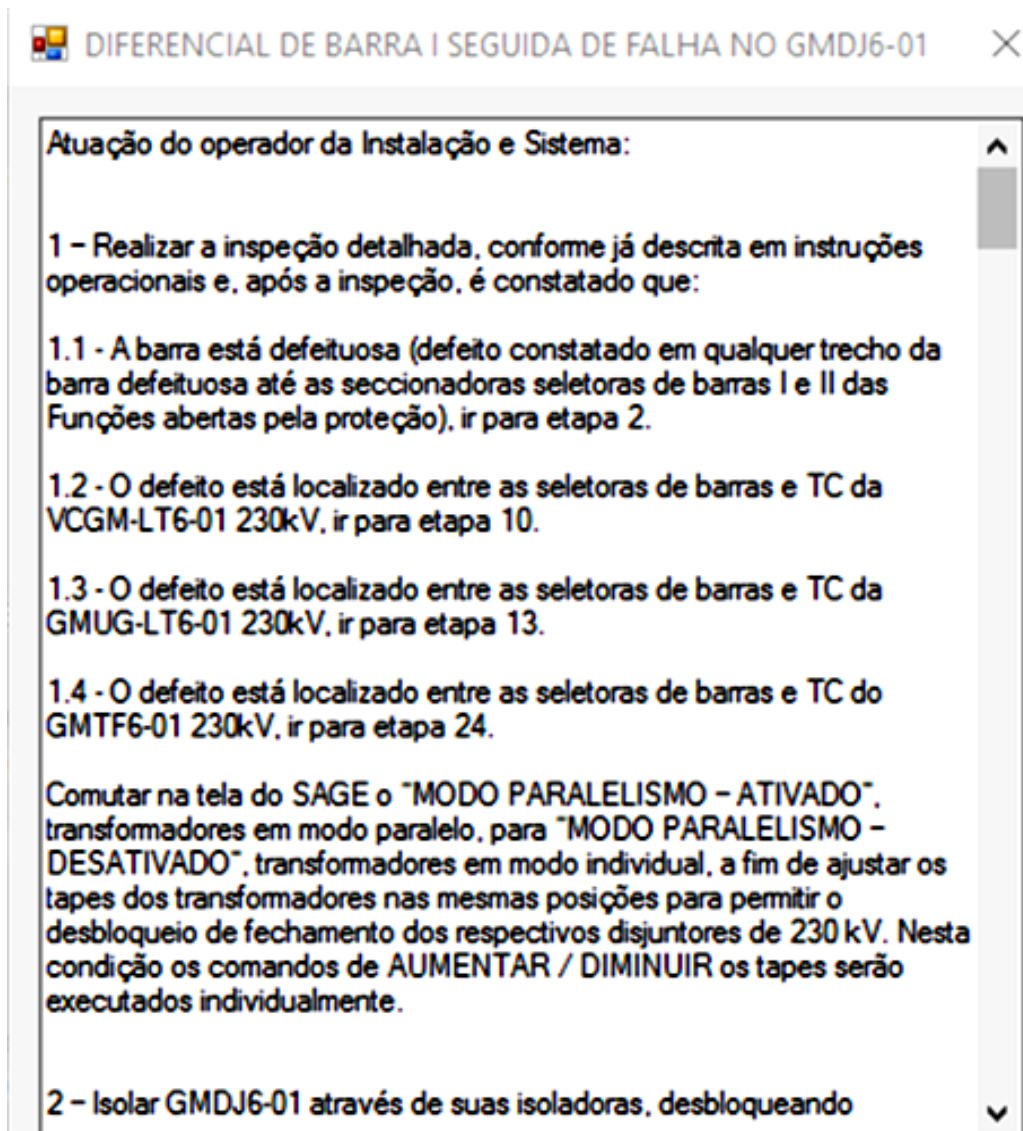 DIFERENCIAL DE BARRA I SEGUIDA DE FALHA NO GMDJ6-01
Atuação do operador da Instalação e Sistema:
1 – Realizar a inspeção detalhada, conforme já descrita em instruções
operacionais e, após a inspeção, é constatado que:
1.1 - A barra está defeituosa (defeito constatado em qualquer trecho da
barra defeituosa até as seccionadoras seletoras de barras I e II das
Funções abertas pela proteção), ir para etapa 2.
1.2 - O defeito está localizado entre as seletoras de barras e TC da
VCGM-LT6-01 230kV, ir para etapa 10.
1.3 - O defeito está localizado entre as seletoras de barras e TC da
GMUG-LT6-01 230kV, ir para etapa 13.
1.4 - O defeito está localizado entre as seletoras de barras e TC do
GMTF6-01 230kV, ir para etapa 24.
Comutar na tela do SAGE o "MODO PARALELISMO – ATIVADO",
transformadores em modo paralelo, para "MODO PARALELISMO –
DESATIVADO", transformadores em modo individual, a fim de ajustar os
tapes dos transformadores nas mesmas posições para permitir o
desbloqueio de fechamento dos respectivos disjuntores de 230 kV. Nesta
condição os comandos de AUMENTAR / DIMINUIR os tapes serão
executados individualmente.
2 – Isolar GMDJ6-01 através de suas isoladoras, desbloqueando